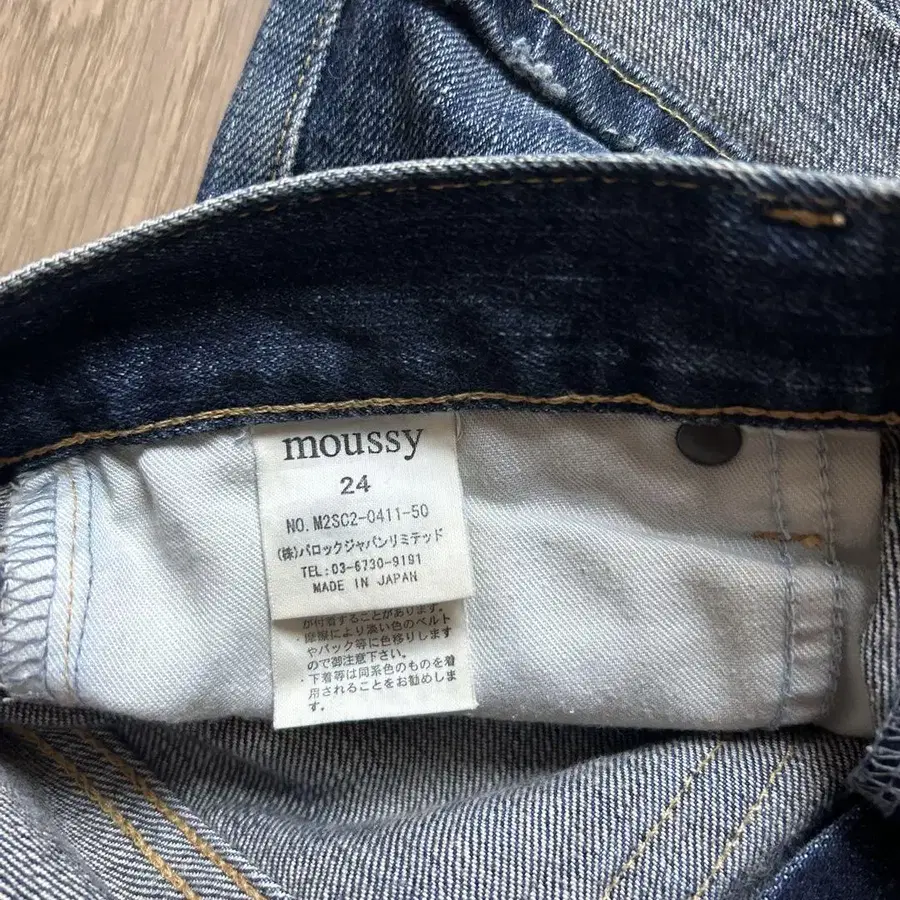 moussy
24
NO. M2SC2-0411-50
(株)バロックジャパンリミテッド
TEL:03-6730-9191
MADE IN JAPAN
が付着することがあります。
・摩擦により淡い色のベルト
やバック等に色移りします
ので御注意下さい。
・下着等は同系色のものを着
用されることをお勧めしま
す。